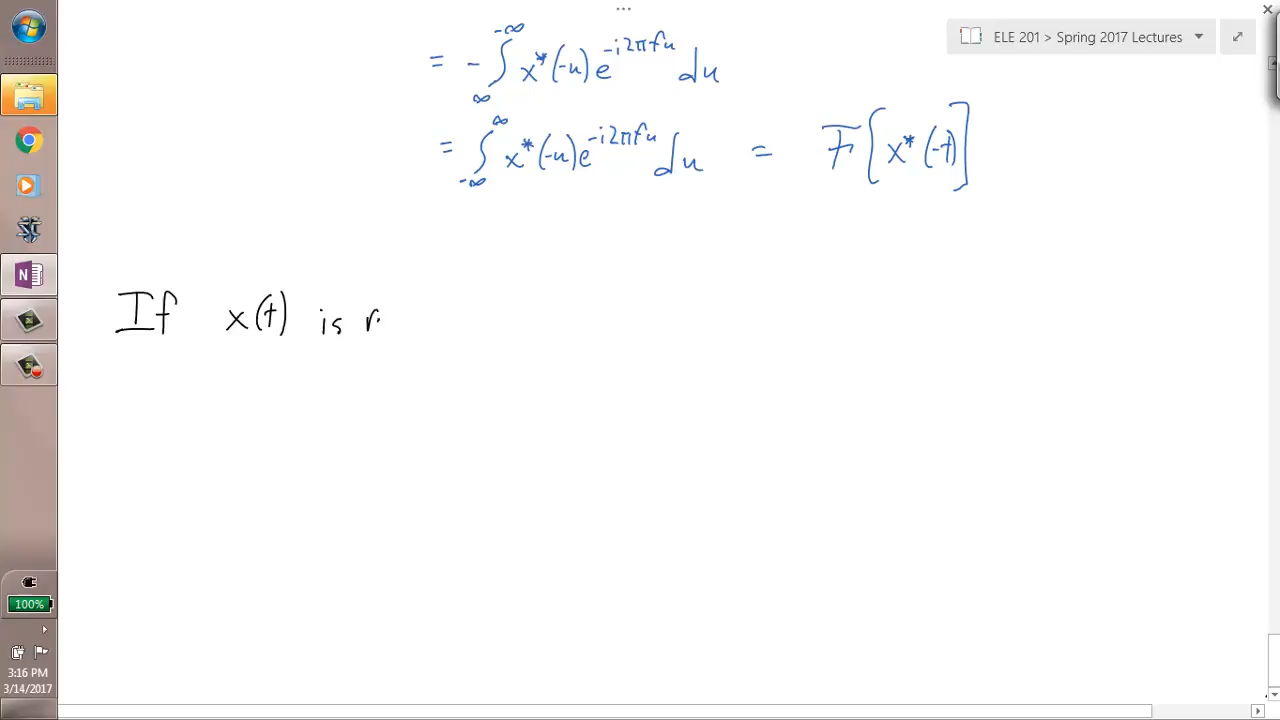 ELE 201 > Spring 2017 Lectures
= - ∫_{∞}^{-∞} x*(-u) e^{-i2πfu} du
= ∫_{-∞}^{∞} x*(-u) e^{-i2πfu} du = F[x*(-t)]
If x(t) is r
100%
3:16 PM
3/14/2017